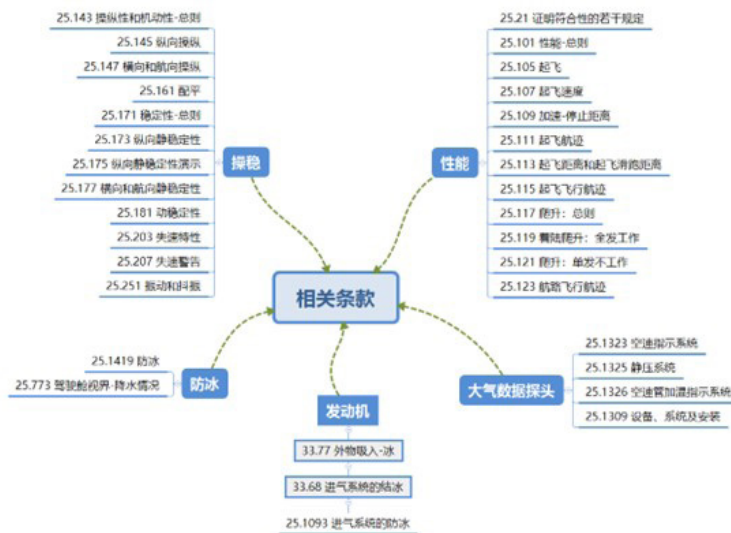 25.143 操纵性和机动性-总则
25.145 纵向操纵
25.147 横向和航向操纵
25.161 配平
25.171 稳定性-总则
25.173 纵向静稳定性
25.175 纵向静稳定性演示
25.177 横向和航向静稳定性
25.181 动稳定性
25.203 失速特性
25.207 失速警告
25.251 振动和抖振
操稳
25.21 证明符合性的若干规定
25.101 性能-总则
25.105 起飞
25.107 起飞速度
25.109 加速-停止距离
25.111 起飞航迹
25.113 起飞距离和起飞滑跑距离
25.115 起飞飞行航迹
25.117 爬升：总则
25.119 着陆爬升：全发工作
25.121 爬升：单发不工作
25.123 航路飞行航迹
性能
相关条款
25.1419 防冰
25.773 驾驶舱视界-降水情况
防冰
发动机
33.77 外物吸入-冰
33.68 进气系统的结冰
25.1093 进气系统的防冰
大气数据探头
25.1323 空速指示系统
25.1325 静压系统
25.1326 空速管加温指示系统
25.1309 设备、系统及安装